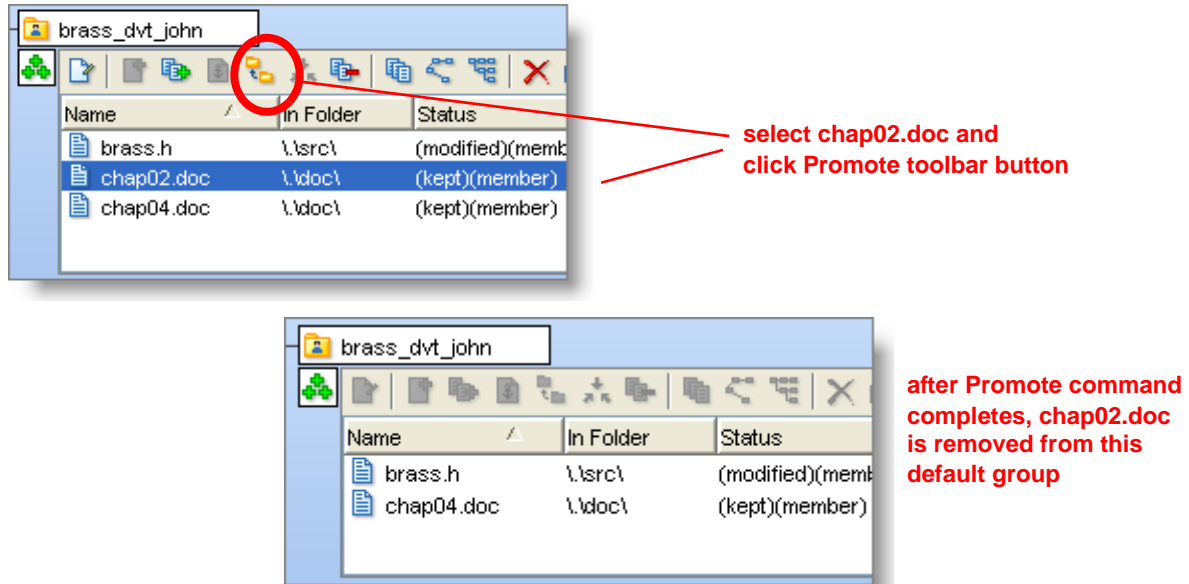 brass_dvt_john
Name In Folder Status
brass.h \.\src\ (modified)(memb
chap02.doc \.\doc\ (kept)(member)
chap04.doc \.\doc\ (kept)(member)
select chap02.doc and
click Promote toolbar button
brass_dvt_john
Name In Folder Status
brass.h \.\src\ (modified)(memb
chap04.doc \.\doc\ (kept)(member)
after Promote command
completes, chap02.doc
is removed from this
default group